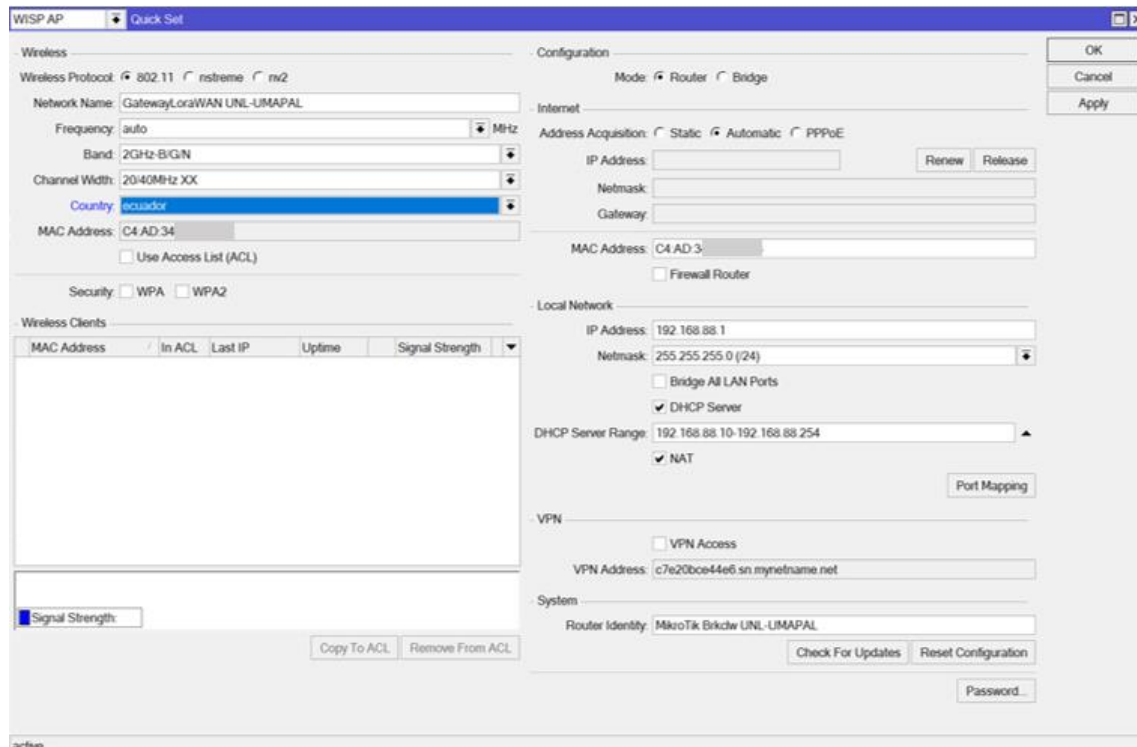 WISP AP Quick Set
Wireless
Wireless Protocol: 802.11 nstreme nv2
Network Name: GatewayLoraWAN UNL-UMAPAL
Frequency: auto MHz
Band: 2GHz-B/G/N
Channel Width: 20/40MHz XX
Country: ecuador
MAC Address: C4:AD:34
Use Access List (ACL)
Security: WPA WPA2
Wireless Clients
MAC Address In ACL Last IP Uptime Signal Strength
Signal Strength:
Copy To ACL Remove From ACL
Configuration
Mode: Router Bridge
Internet
Address Acquisition: Static Automatic PPPoE
IP Address: Renew Release
Netmask:
Gateway:
MAC Address: C4:AD:3
Firewall Router
Local Network
IP Address: 192.168.88.1
Netmask: 255.255.255.0 (/24)
Bridge All LAN Ports
DHCP Server
DHCP Server Range: 192.168.88.10-192.168.88.254
NAT
Port Mapping
VPN
VPN Access
VPN Address: c7e20bce44e6.sn.mynetname.net
System
Router Identity: MikroTik Brkdw UNL-UMAPAL
Check For Updates Reset Configuration
Password...
OK
Cancel
Apply
active